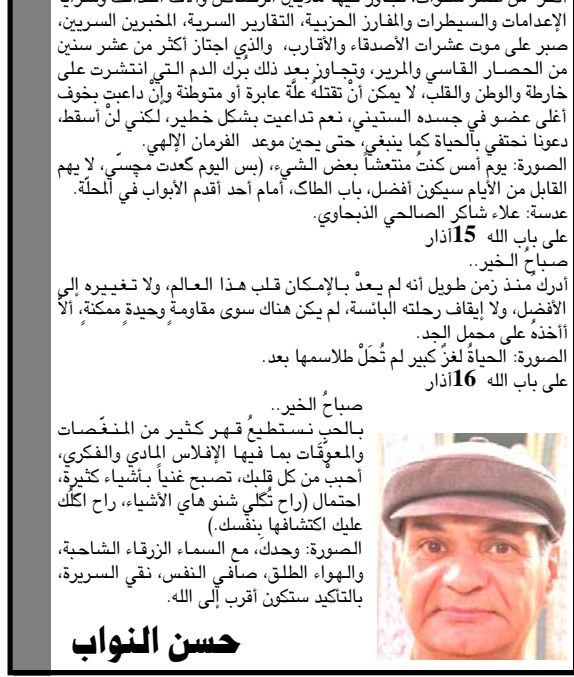 الإعدامات والسيطرات والمفارز الحزبية، التقارير السرية، المخبرين السريين،
صبر على موت عشرات الأصدقاء والأقارب، والذي اجتاز أكثر من عشر سنين
من الحصار القاسي والمرير، وتجاوز بعد ذلك بُرك الدم التي انتشرت على
خارطة والوطن والقلب، لا يمكن أنْ تقتلهُ علّة عابرة أو متوطنة وإنْ داعبت بخوف
أغلى عضو في جسده الستيني، نعم تداعيت بشكل خطير، لكني لنْ أسقط،
دعونا نحتفي بالحياة كما ينبغي، حتى يحين موعد الفرمان الإلهي.
الصورة: يوم أمس كنتُ منتعشاً بعض الشيء، (بس اليوم گعدت مچسّي، لا يهم
القابل من الأيام سيكون أفضل، باب الطاگ، أمام أحد أقدم الأبواب في المحلّة.
عدسة: علاء شاكر الصالحي الذبحاوي.
على باب الله 15آذار
صباحُ الخير..
أدركُ منذ زمن طويل أنه لم يعدْ بالإمكان قلب هذا العالم، ولا تغييره إلى
الأفضل، ولا إيقاف رحلته البائسة، لم يكن هناك سوى مقاومةٍ وحيدةٍ ممكنة، ألاّ
أأخذهُ على محمل الجد.
الصورة: الحياةُ لغزٌ كبير لم تُحَلْ طلاسمها بعد.
على باب الله 16آذار
صباحُ الخير..
بالحبِ نستطيعُ قهر كثير من المنغّصات
والمعوِّقات بما فيها الإفلاس المادي والفكري،
أحببْ من كل قلبك، تصبح غنياً بأشياء كثيرة،
احتمال (راح تُگلي شنو هاي الأشياء، راح اگلّك
عليك اكتشافها بنفسك.)
الصورة: وحدكَ، مع السماء الزرقاء الشاحبة،
والهواء الطلق، صافي النفس، نقي السريرة،
بالتأكيد ستكون أقرب إلى الله.
حسن النواب